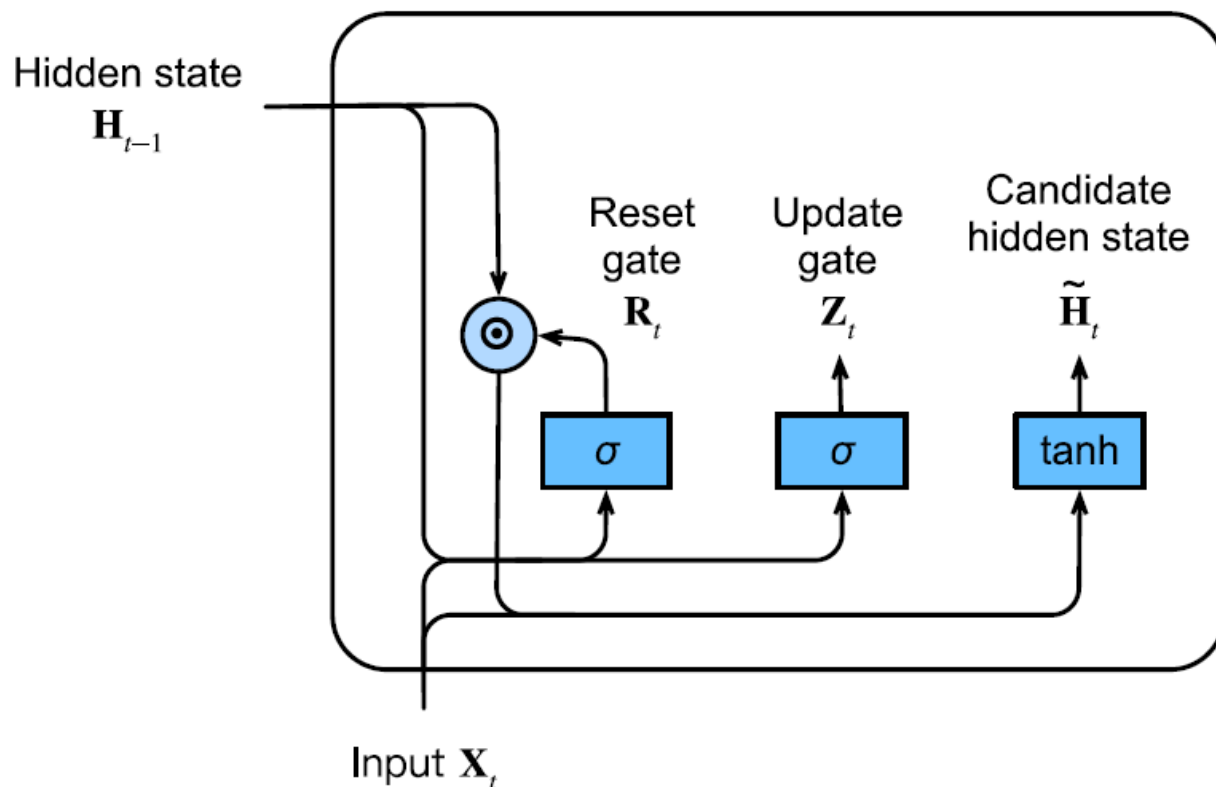 Hidden state
H_{t-1}
Reset
gate
R_t
Update
gate
Z_t
Candidate
hidden state
H̃_t
⊙
σ
σ
tanh
Input X_t